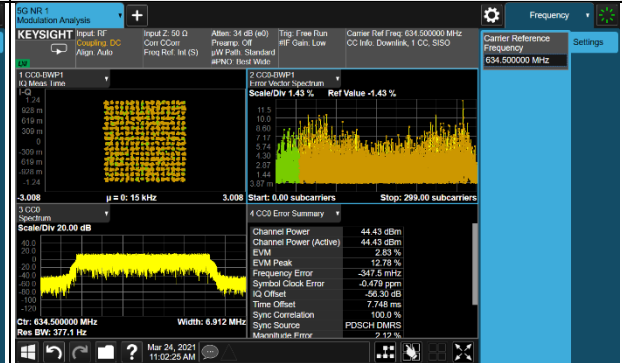 5G NR 1
Modulation Analysis
Frequency
KEYSIGHT
Input: RF
Coupling: DC
Align: Auto
Input Z: 50 Ω
Corr CCorr
Freq Ref: Int (S)
Atten: 34 dB (e0)
Preamp: Off
µW Path: Standard
#PNO: Best Wide
Trig: Free Run
#IF Gain: Low
Carrier Ref Freq: 634.500000 MHz
CC Info: Downlink, 1 CC, SISO
Carrier Reference
Frequency
634.500000 MHz
Settings
1 CC0-BWP1
IQ Meas Time
I-Q
1.24
928 m
619 m
309 m
0
-309 m
-619 m
-928 m
-1.24
-3.008
µ = 0: 15 kHz
3.008
2 CC0-BWP1
Error Vector Spectrum
Scale/Div 1.43 %
Ref Value -1.43 %
11.5
10.0
8.60
7.17
5.74
4.30
2.87
1.44
3.87 m
Start: 0.00 subcarriers
Stop: 299.00 subcarriers
3 CC0
Spectrum
Scale/Div 20.00 dB
40.0
20.0
0
-20.0
-40.0
-60.0
-80.0
-100
-120
Ctr: 634.500000 MHz
Width: 6.912 MHz
Res BW: 377.1 Hz
4 CC0 Error Summary
Channel Power 44.43 dBm
Channel Power (Active) 44.43 dBm
EVM 2.83 %
EVM Peak 12.78 %
Frequency Error -347.5 mHz
Symbol Clock Error -0.479 ppm
IQ Offset -56.30 dB
Time Offset 7.748 ms
Sync Correlation 100.0 %
Sync Source PDSCH DMRS
Magnitude Error 2.12 %
Mar 24, 2021
11:02:25 AM